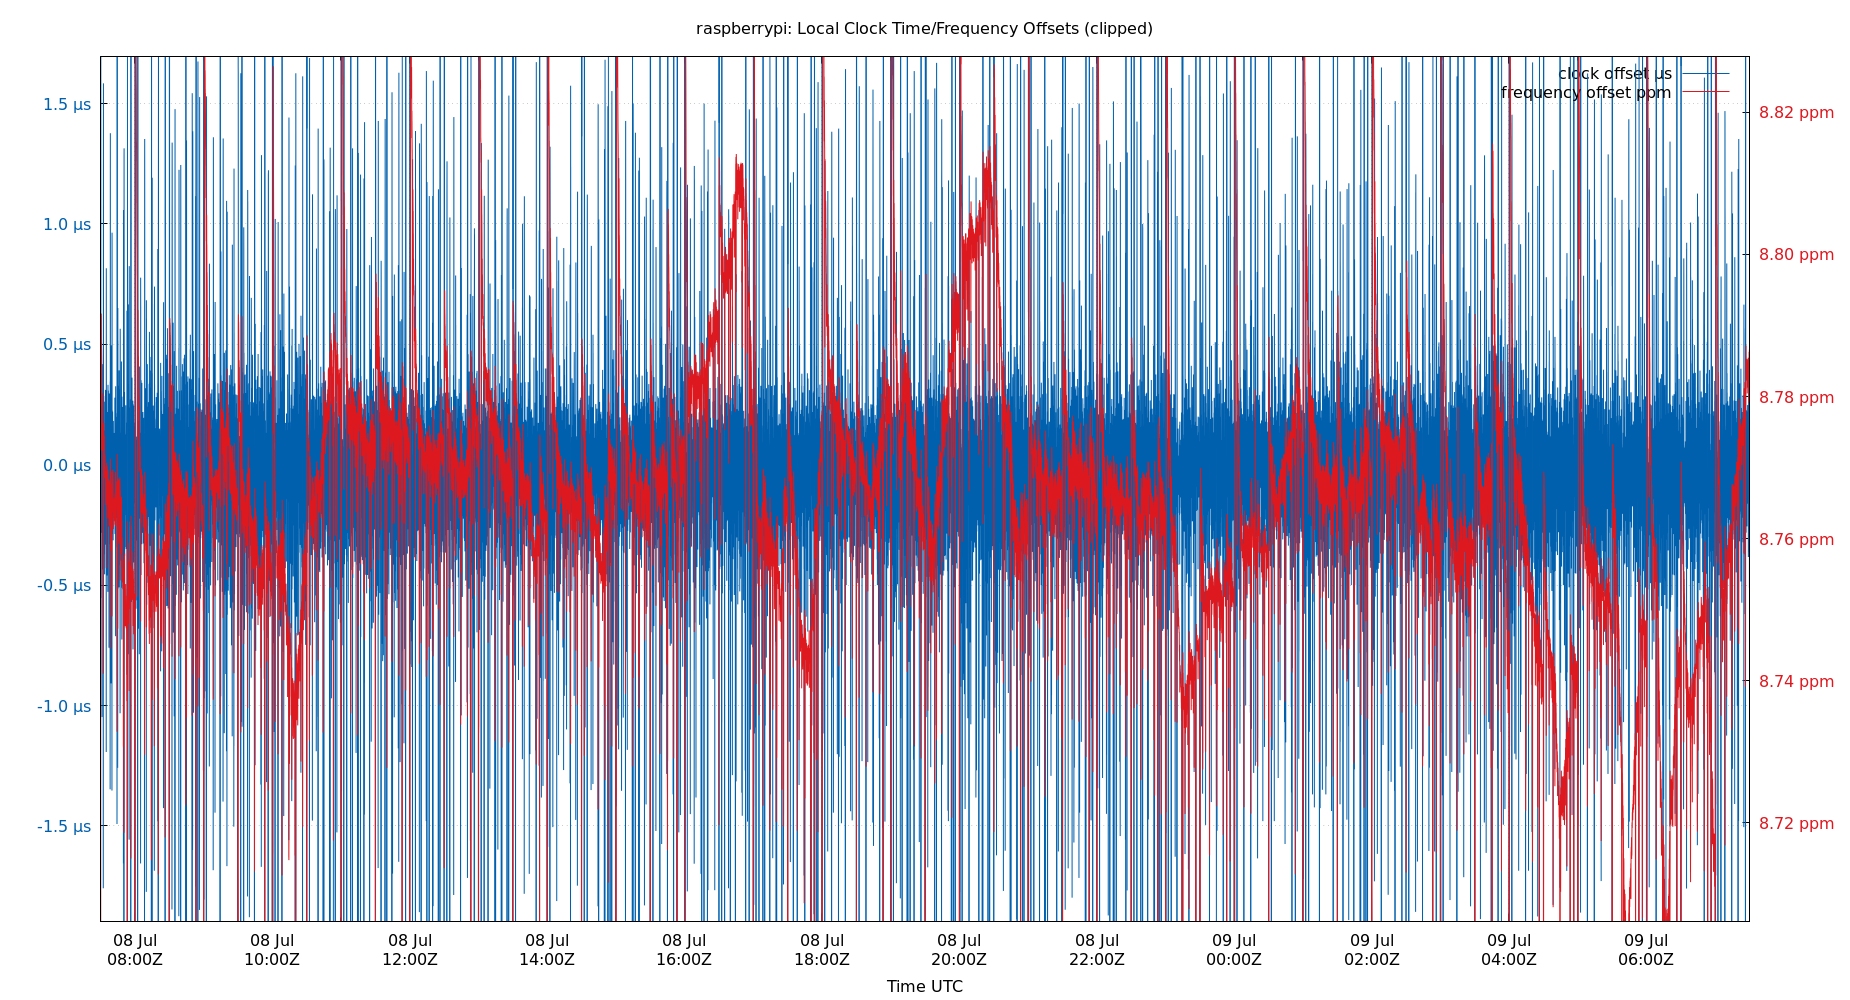 raspberrypi: Local Clock Time/Frequency Offsets (clipped)
clock offset µs
frequency offset ppm
1.5 µs
1.0 µs
0.5 µs
0.0 µs
-0.5 µs
-1.0 µs
-1.5 µs
8.82 ppm
8.80 ppm
8.78 ppm
8.76 ppm
8.74 ppm
8.72 ppm
08 Jul 08 Jul 08 Jul 08 Jul 08 Jul 08 Jul 08 Jul 08 Jul 09 Jul 09 Jul 09 Jul 09 Jul
08:00Z 10:00Z 12:00Z 14:00Z 16:00Z 18:00Z 20:00Z 22:00Z 00:00Z 02:00Z 04:00Z 06:00Z
Time UTC